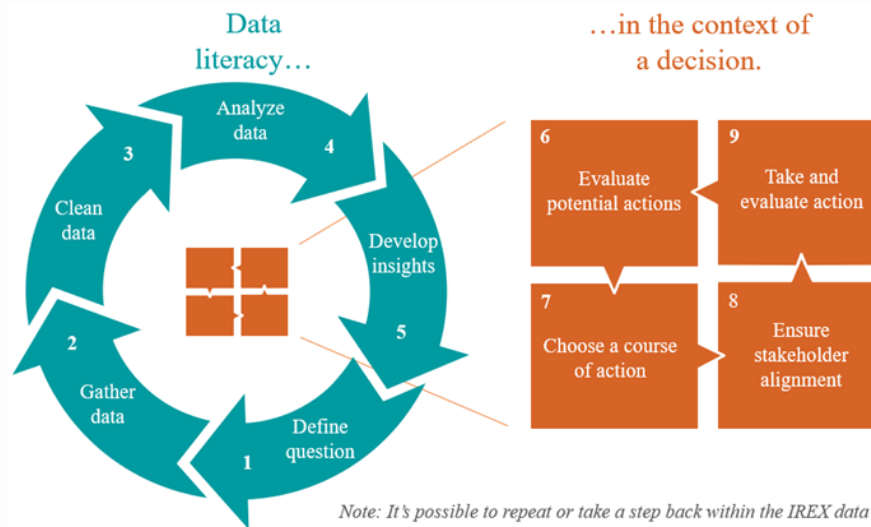 Data
literacy…
…in the context of
a decision.
Analyze
data
4
3
Clean
data
Develop
insights
5
2
Gather
data
Define
question
1
6
Evaluate
potential actions
9
Take and
evaluate action
7
Choose a course
of action
8
Ensure
stakeholder
alignment
Note: It's possible to repeat or take a step back within the IREX data